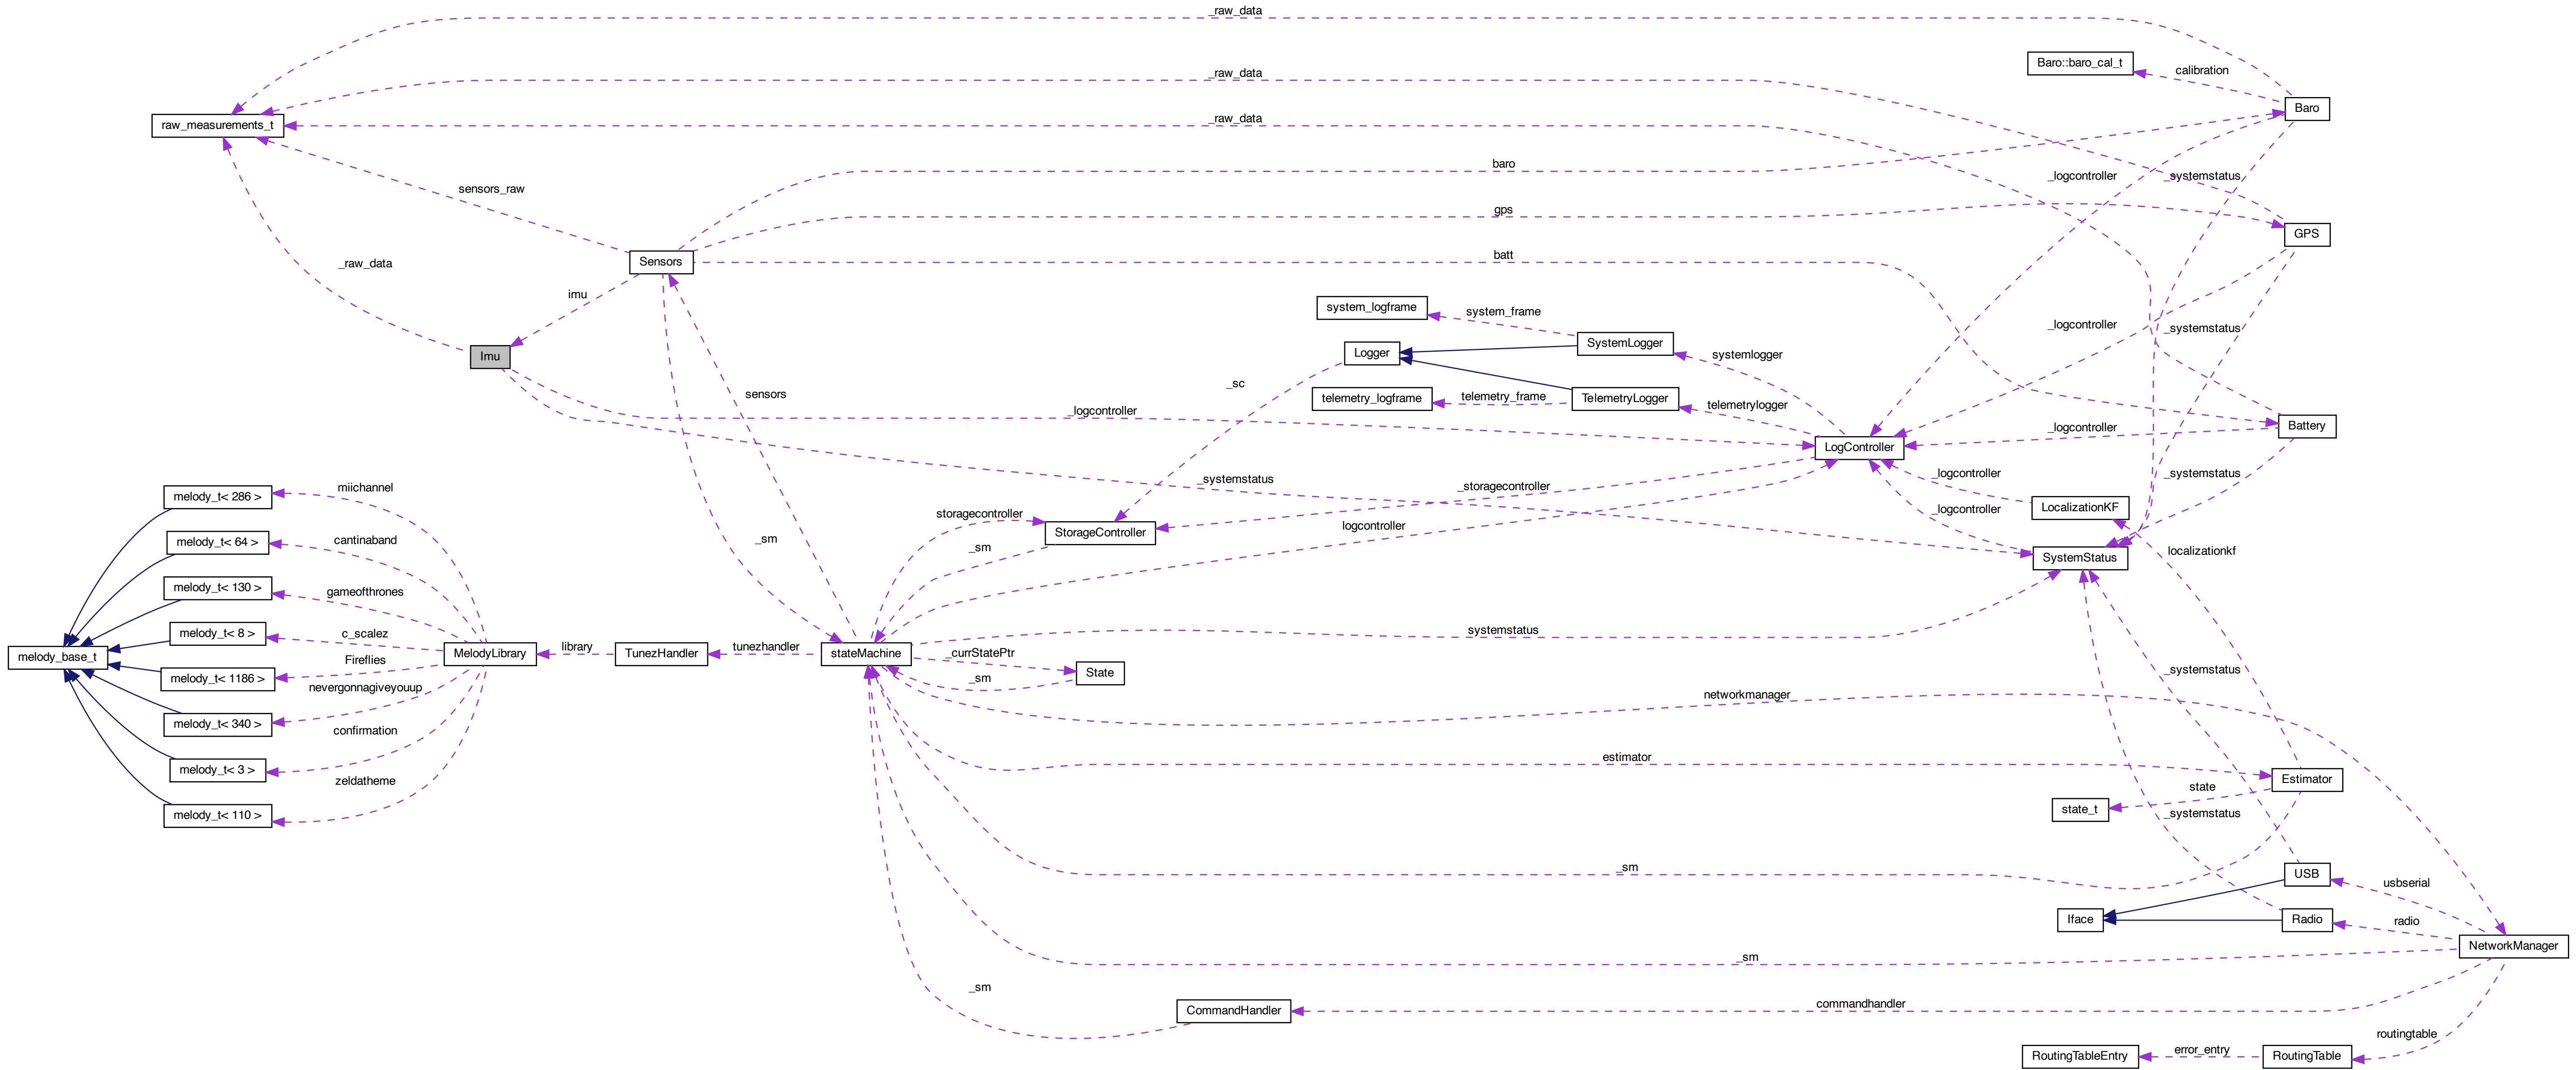 _raw_data
Baro::baro_cal_t
calibration
_raw_data
Baro
raw_measurements_t
_raw_data
baro
_logcontroller
_systemstatus
sensors_raw
gps
GPS
_raw_data
Sensors
batt
imu
system_logframe
system_frame
_logcontroller
_systemstatus
SystemLogger
Imu
Logger
systemlogger
_sc
sensors
telemetry_logframe
telemetry_frame
TelemetryLogger
telemetrylogger
_logcontroller
_logcontroller
Battery
LogController
_systemstatus
_logcontroller
_systemstatus
miichannel
_storagecontroller
melody_t< 286 >
LocalizationKF
storagecontroller
_logcontroller
logcontroller
StorageController
_sm
cantinaband
melody_t< 64 >
_sm
localizationkf
SystemStatus
melody_t< 130 >
gameofthrones
melody_t< 8 >
c_scalez
systemstatus
melody_base_t
MelodyLibrary
library
TunezHandler
tunezhandler
stateMachine
_currStatePtr
Fireflies
_systemstatus
State
_sm
melody_t< 1186 >
nevergonnagiveyouup
networkmanager
melody_t< 340 >
confirmation
estimator
melody_t< 3 >
Estimator
zeldatheme
state
state_t
melody_t< 110 >
_systemstatus
_sm
USB
usbserial
Iface
Radio
radio
NetworkManager
_sm
_sm
commandhandler
CommandHandler
routingtable
RoutingTableEntry
error_entry
RoutingTable